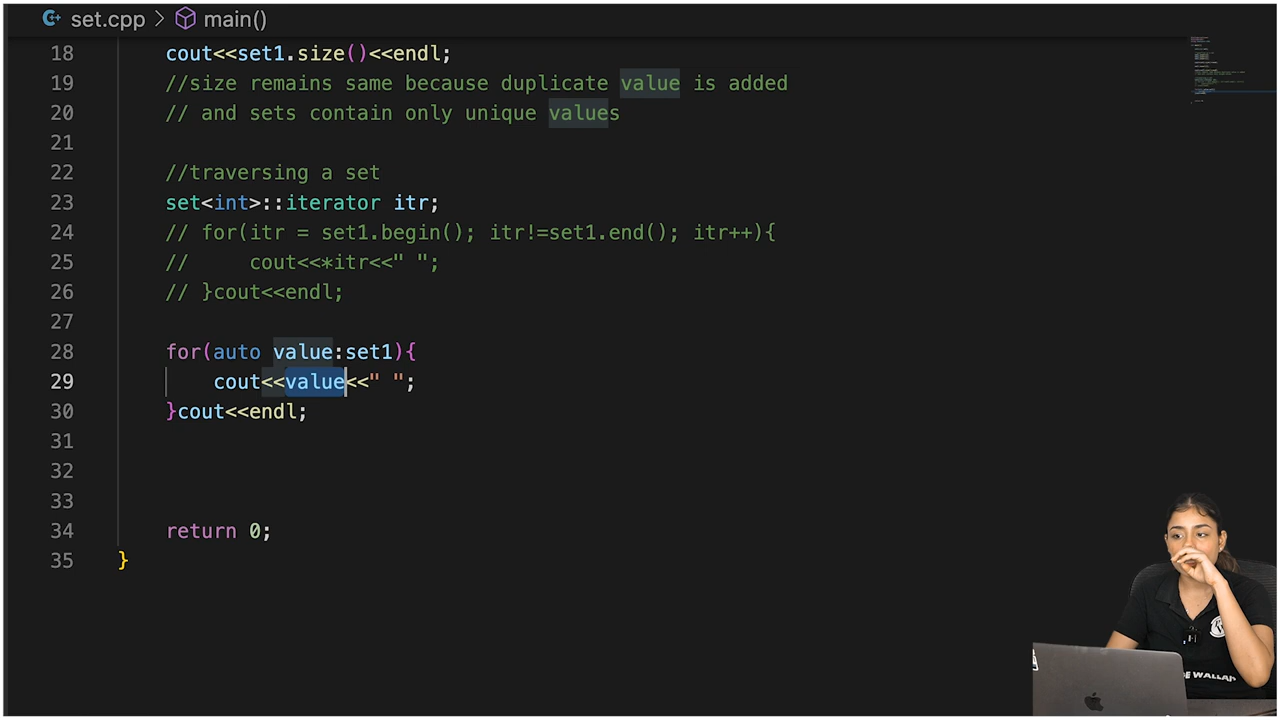 set.cpp > main()
18 cout<<set1.size()<<endl;
19 //size remains same because duplicate value is added
20 // and sets contain only unique values
21
22 //traversing a set
23 set<int>::iterator itr;
24 // for(itr = set1.begin(); itr!=set1.end(); itr++){
25 //     cout<<*itr<<" ";
26 // }cout<<endl;
27
28 for(auto value:set1){
29     cout<<value<<" ";
30 }cout<<endl;
31
32
33
34 return 0;
35 }